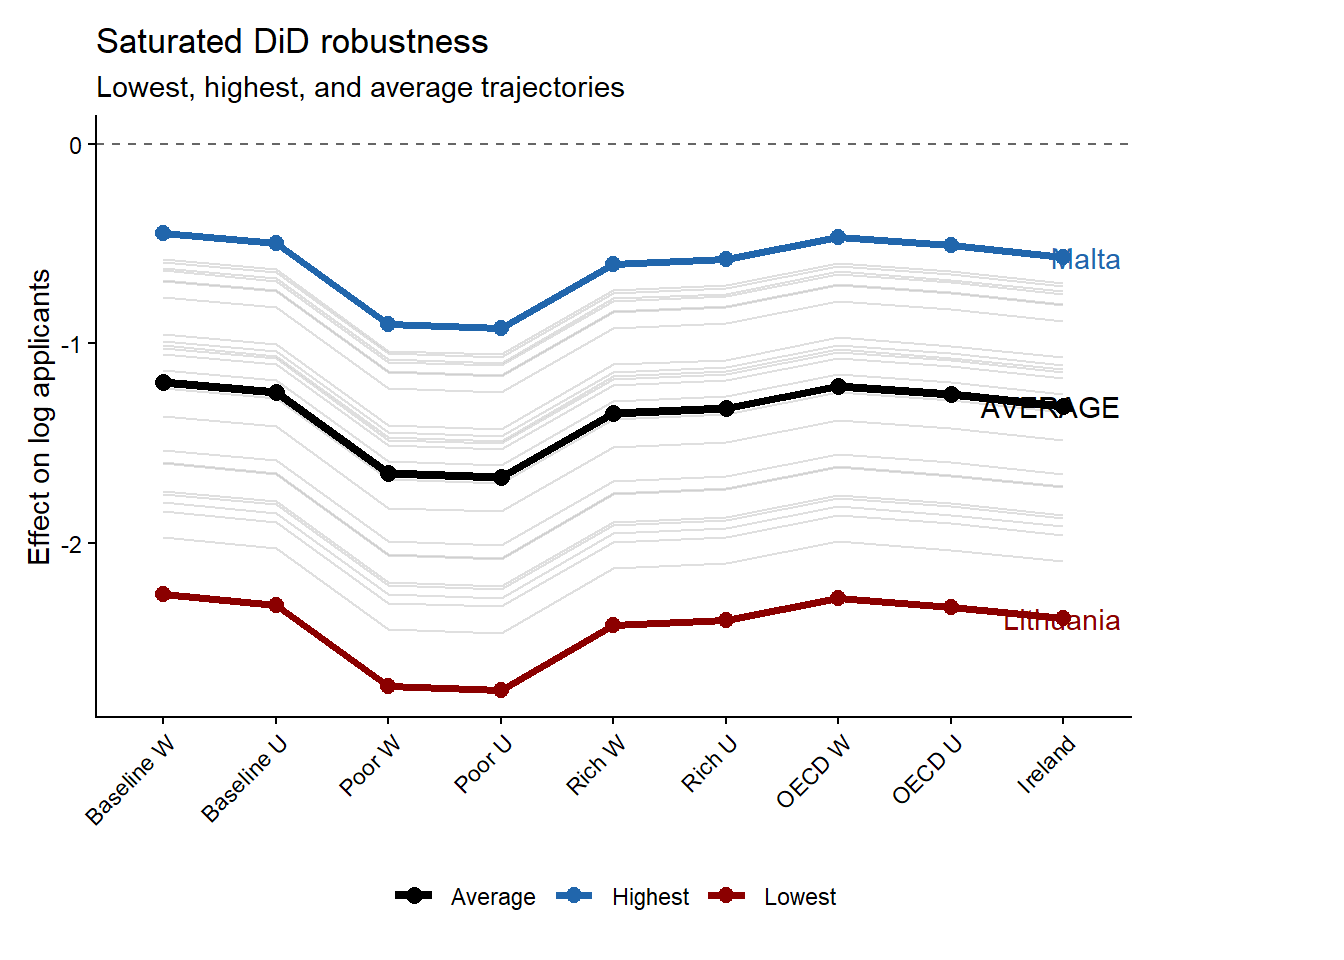 Saturated DiD robustness
Lowest, highest, and average trajectories
Effect on log applicants
0
-1
-2
Malta
AVERAGE
Lithuania
Baseline W
Baseline U
Poor W
Poor U
Rich W
Rich U
OECD W
OECD U
Ireland
Average Highest Lowest